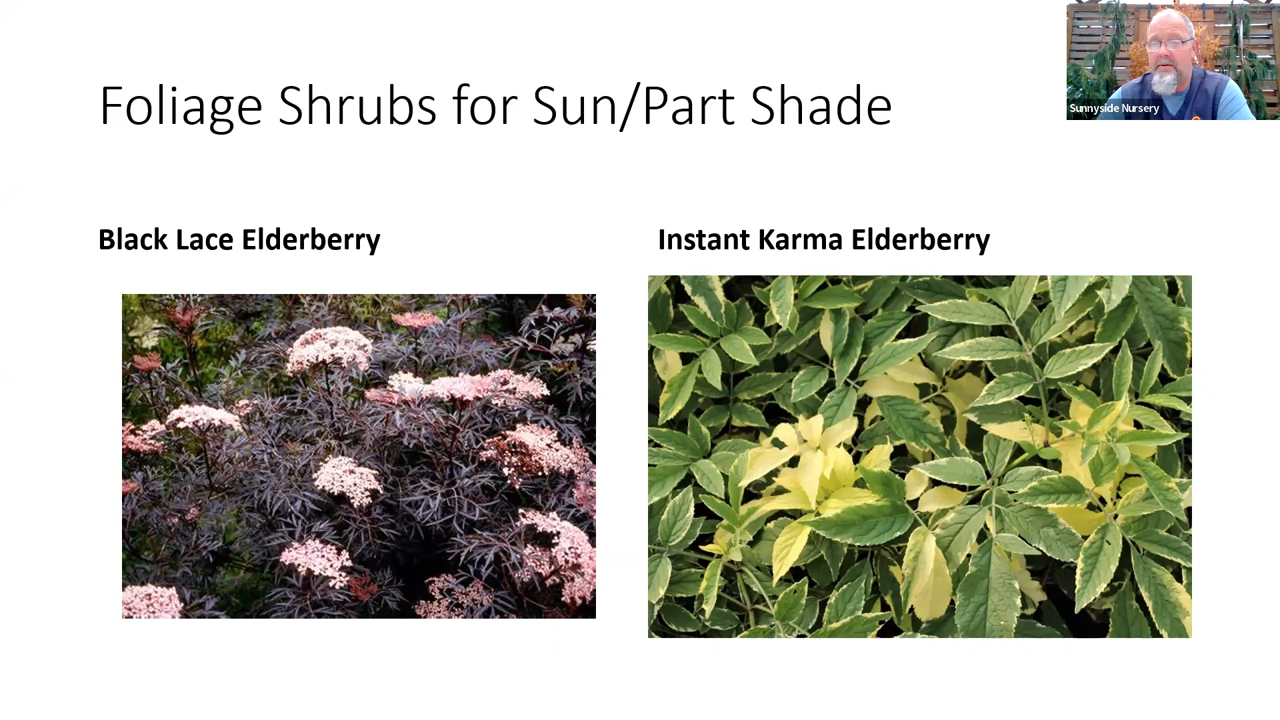 Foliage Shrubs for Sun/Part Shade
Sunnyside Nursery
Black Lace Elderberry
Instant Karma Elderberry